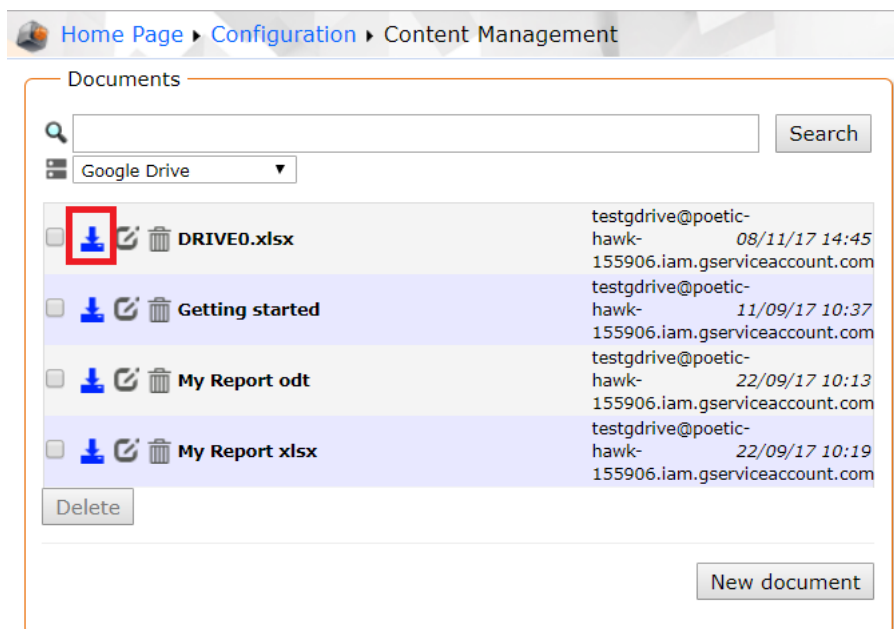 Home Page ▸ Configuration ▸ Content Management
Documents
Search
Google Drive
testgdrive@poetic-
DRIVE0.xlsx hawk- 08/11/17 14:45
155906.iam.gserviceaccount.com
testgdrive@poetic-
Getting started hawk- 11/09/17 10:37
155906.iam.gserviceaccount.com
testgdrive@poetic-
My Report odt hawk- 22/09/17 10:13
155906.iam.gserviceaccount.com
testgdrive@poetic-
My Report xlsx hawk- 22/09/17 10:19
155906.iam.gserviceaccount.com
Delete
New document